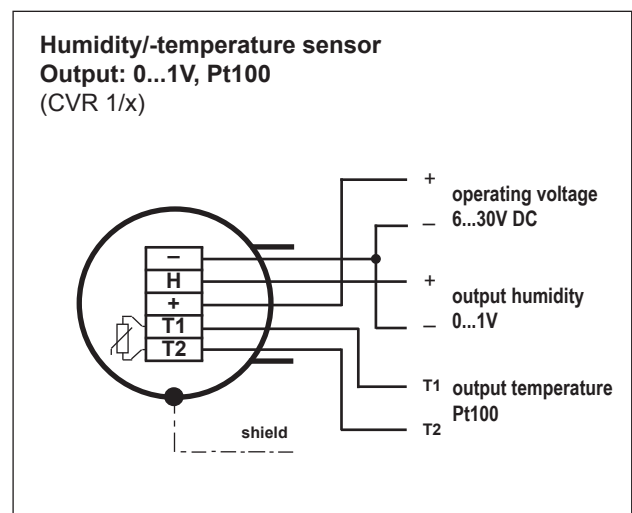 Humidity/-temperature sensor
Output: 0...1V, Pt100
(CVR 1/x)
+
operating voltage
– 6...30V DC
–
H
+
T1
T2
+
output humidity
– 0...1V
T1 output temperature
Pt100
T2
shield